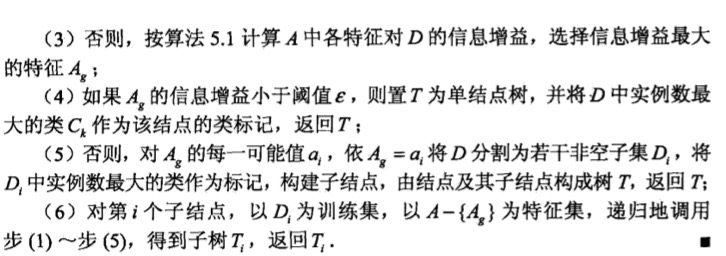 （3）否则，按算法 5.1 计算 A 中各特征对 D 的信息增益，选择信息增益最大
的特征 A_g；
（4）如果 A_g 的信息增益小于阈值 ε，则置 T 为单结点树，并将 D 中实例数最
大的类 C_k 作为该结点的类标记，返回 T；
（5）否则，对 A_g 的每一可能值 a_i，依 A_g = a_i 将 D 分割为若干非空子集 D_i，将
D_i 中实例数最大的类作为标记，构建子结点，由结点及其子结点构成树 T，返回 T；
（6）对第 i 个子结点，以 D_i 为训练集，以 A−{A_g} 为特征集，递归地调用
步 (1)～步 (5)，得到子树 T_i，返回 T_i． ■